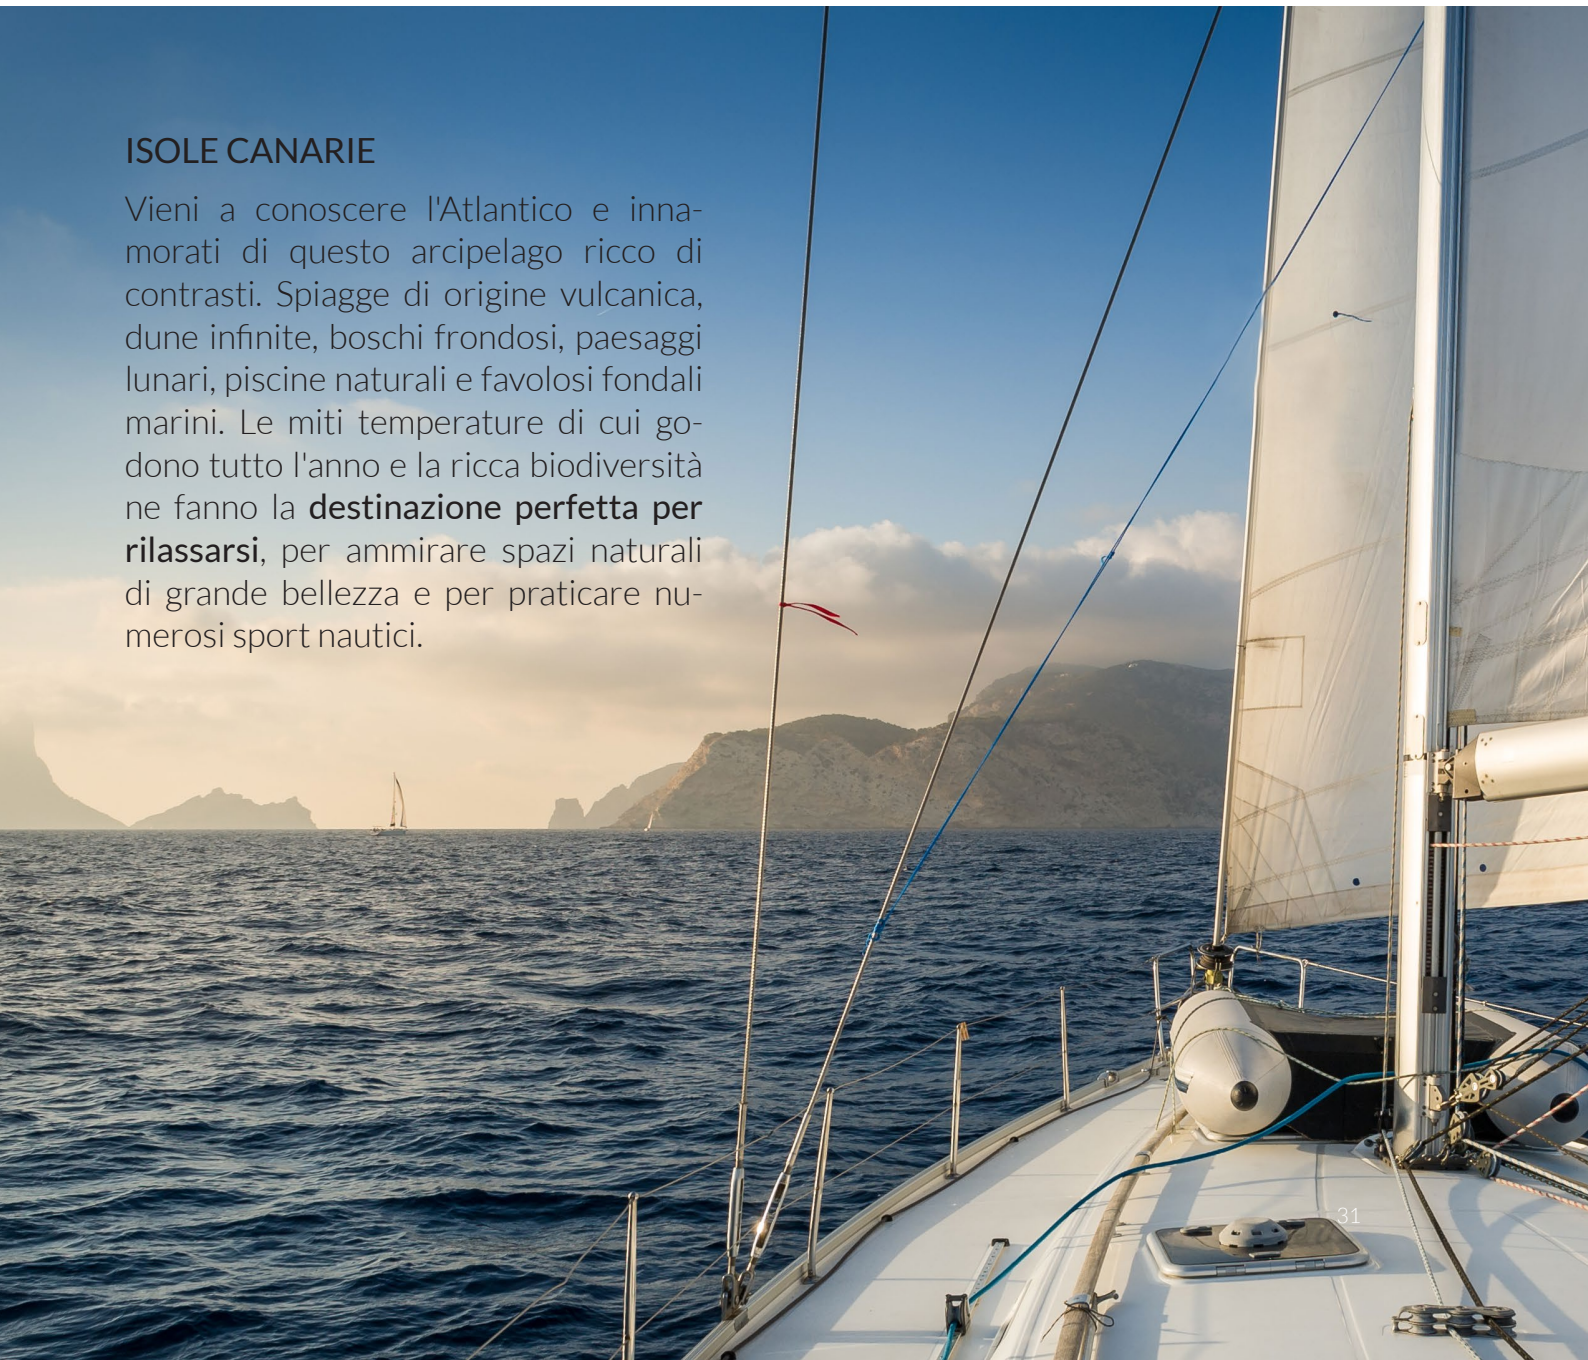 ISOLE CANARIE
Vieni a conoscere l'Atlantico e inna-
morati di questo arcipelago ricco di
contrasti. Spiagge di origine vulcanica,
dune infinite, boschi frondosi, paesaggi
lunari, piscine naturali e favolosi fondali
marini. Le miti temperature di cui go-
dono tutto l'anno e la ricca biodiversità
ne fanno la destinazione perfetta per
rilassarsi, per ammirare spazi naturali
di grande bellezza e per praticare nu-
merosi sport nautici.
31